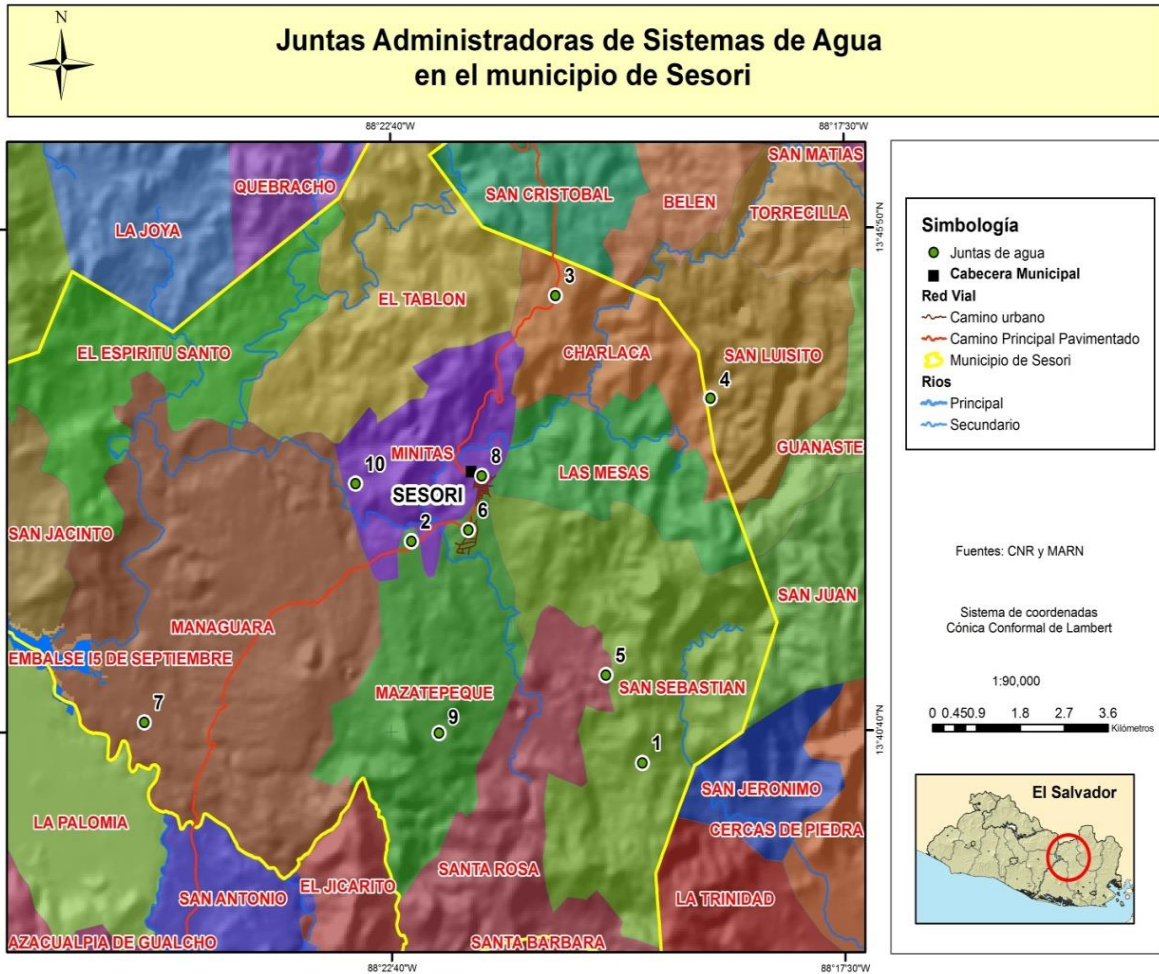 N
Juntas Administradoras de Sistemas de Agua
en el municipio de Sesori
88°22'40"W
88°17'30"W
SAN MATIAS
QUEBRACHO
SAN CRISTOBAL
BELEN
TORRECILLA
LA JOYA
13°45'50"N
3
EL TABLON
EL ESPIRITU SANTO
CHARLACA
SAN LUISITO
4
GUANASTE
MINITAS
10
8
LAS MESAS
SESORI
6
2
SAN JACINTO
SAN JUAN
MANAGUARA
EMBALSE 15 DE SEPTIEMBRE
5
SAN SEBASTIAN
MAZATEPEQUE
7
9
13°40'40"N
1
SAN JERONIMO
LA PALOMIA
CERCAS DE PIEDRA
SANTA ROSA
EL JICARITO
SAN ANTONIO
LA TRINIDAD
AZACUALPIA DE GUALCHO
SANTA BARBARA
88°22'40"W
88°17'30"W
Simbología
Juntas de agua
Cabecera Municipal
Red Vial
Camino urbano
Camino Principal Pavimentado
Municipio de Sesori
Rios
Principal
Secundario
Fuentes: CNR y MARN
Sistema de coordenadas
Cónica Conformal de Lambert
1:90,000
0 0.45 0.9 1.8 2.7 3.6
Kilómetros
El Salvador